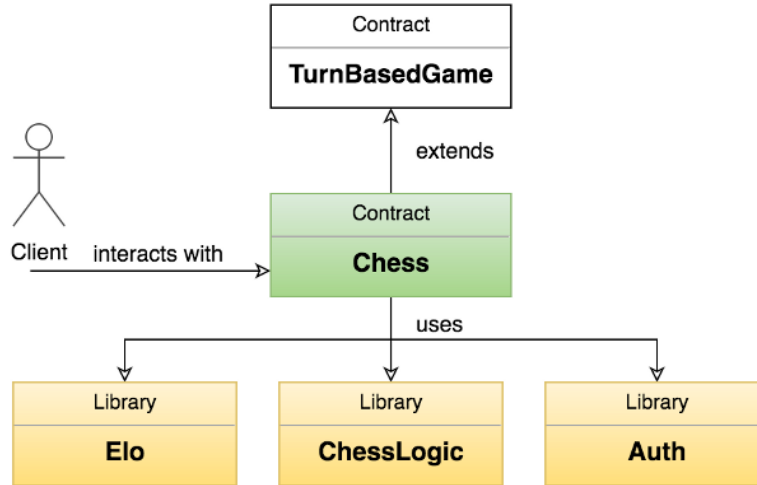 Contract
TurnBasedGame
extends
Contract
Chess
Client
interacts with
uses
Library
Elo
Library
ChessLogic
Library
Auth